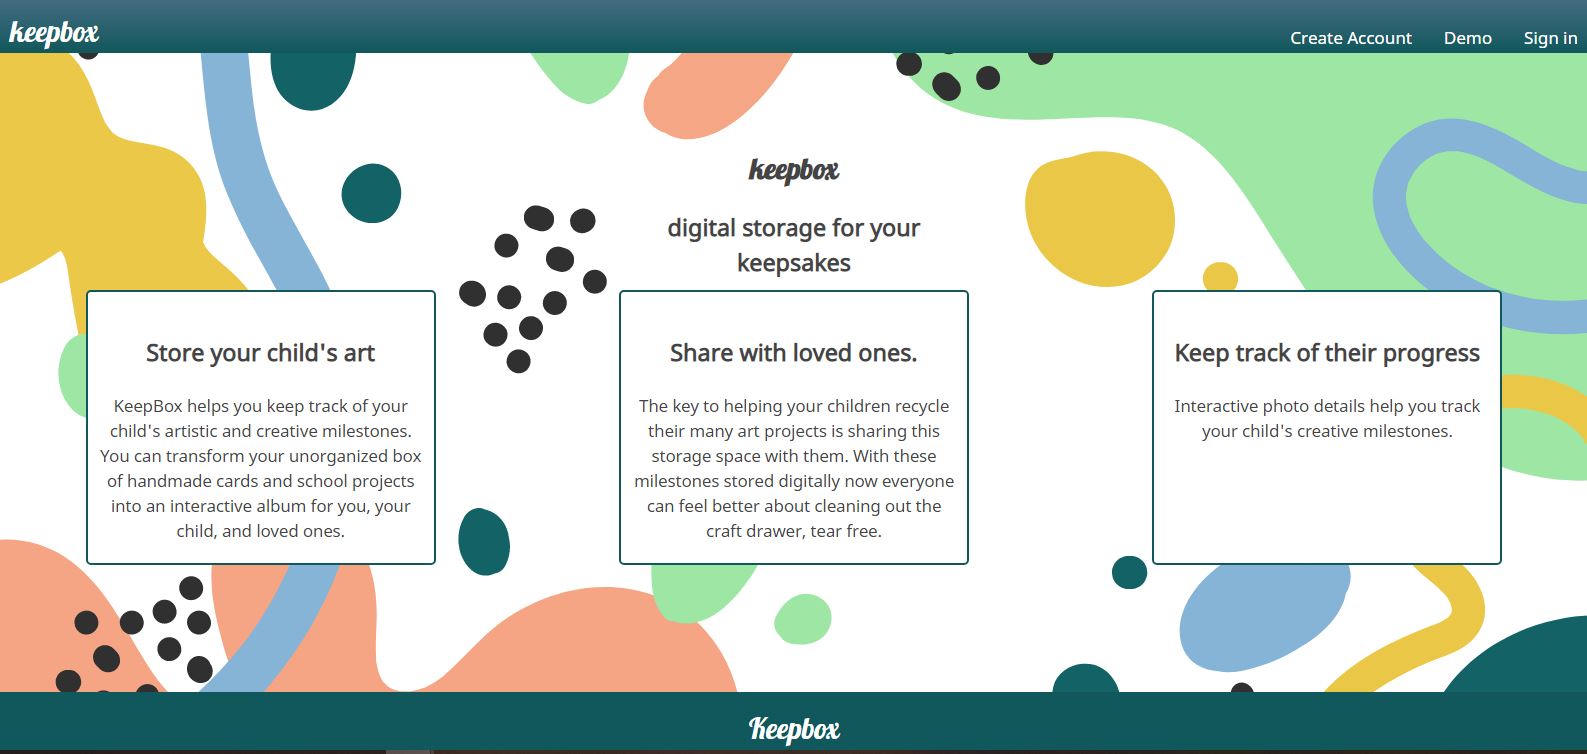 keepbox
Create Account Demo Sign in
keepbox
digital storage for your
keepsakes
Store your child's art
KeepBox helps you keep track of your
child's artistic and creative milestones.
You can transform your unorganized box
of handmade cards and school projects
into an interactive album for you, your
child, and loved ones.
Share with loved ones.
The key to helping your children recycle
their many art projects is sharing this
storage space with them. With these
milestones stored digitally now everyone
can feel better about cleaning out the
craft drawer, tear free.
Keep track of their progress
Interactive photo details help you track
your child's creative milestones.
Keepbox